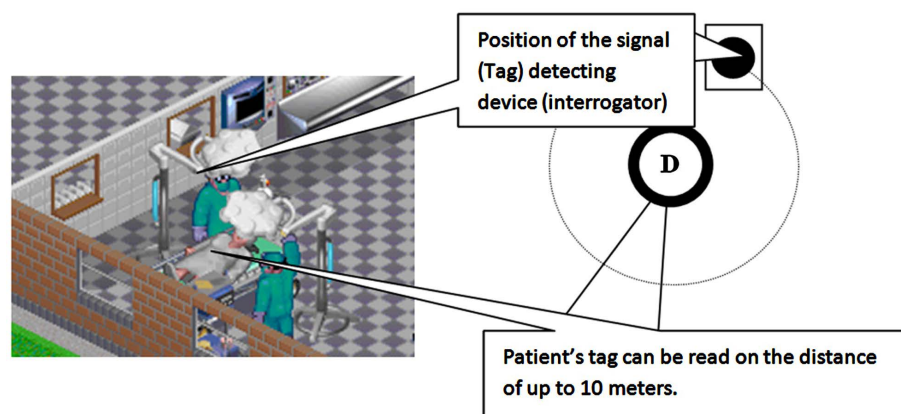 Position of the signal
(Tag) detecting
device (interrogator)
D
Patient's tag can be read on the distance
of up to 10 meters.